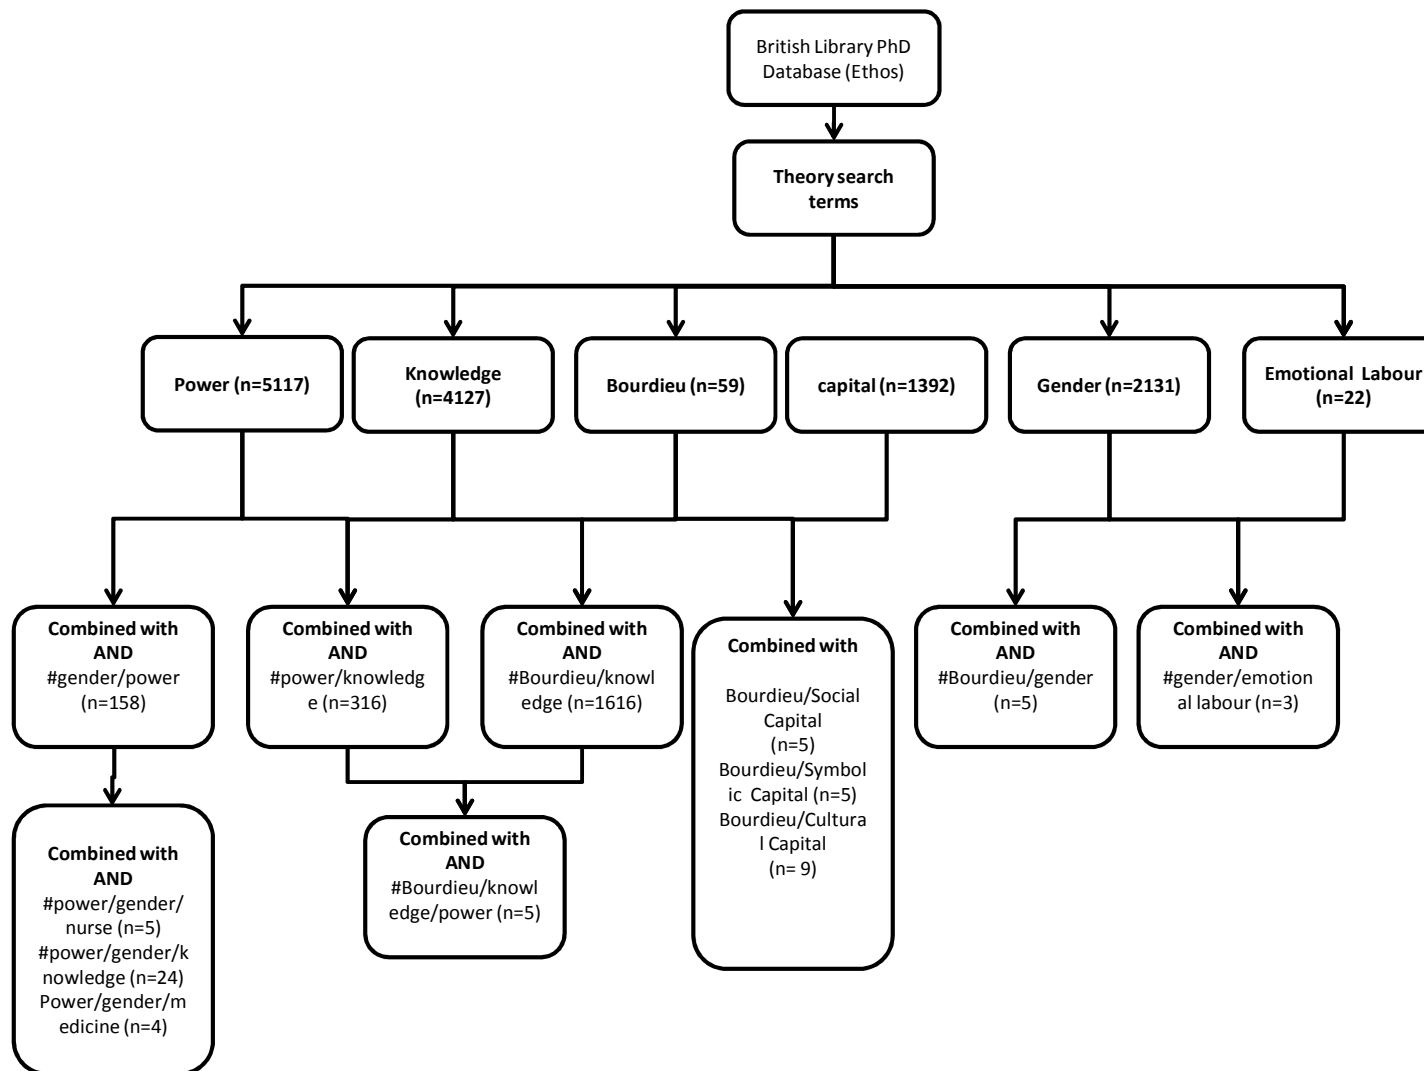 British Library PhD
Database (Ethos)
Theory search
terms
Power (n=5117)
Knowledge
(n=4127)
Bourdieu (n=59)
capital (n=1392)
Gender (n=2131)
Emotional Labour
(n=22)
Combined with
AND
#gender/power
(n=158)
Combined with
AND
#power/knowledg
e (n=316)
Combined with
AND
#Bourdieu/knowl
edge (n=1616)
Combined with
Bourdieu/Social
Capital
(n=5)
Bourdieu/Symbol
ic Capital (n=5)
Bourdieu/Cultura
l Capital
(n= 9)
Combined with
AND
#Bourdieu/gender
(n=5)
Combined with
AND
#gender/emotion
al labour (n=3)
Combined with
AND
#power/gender/
nurse (n=5)
#power/gender/k
nowledge (n=24)
Power/gender/m
edicine (n=4)
Combined with
AND
#Bourdieu/knowl
edge/power (n=5)